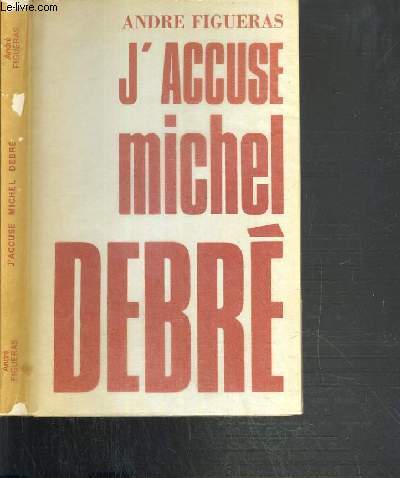 © Le-livre.com
ANDRE FIGUERAS
J'ACCUSE
michel
DEBRÉ
André
FIGUERAS
J'ACCUSE MICHEL DEBRÉ
André
FIGUERAS